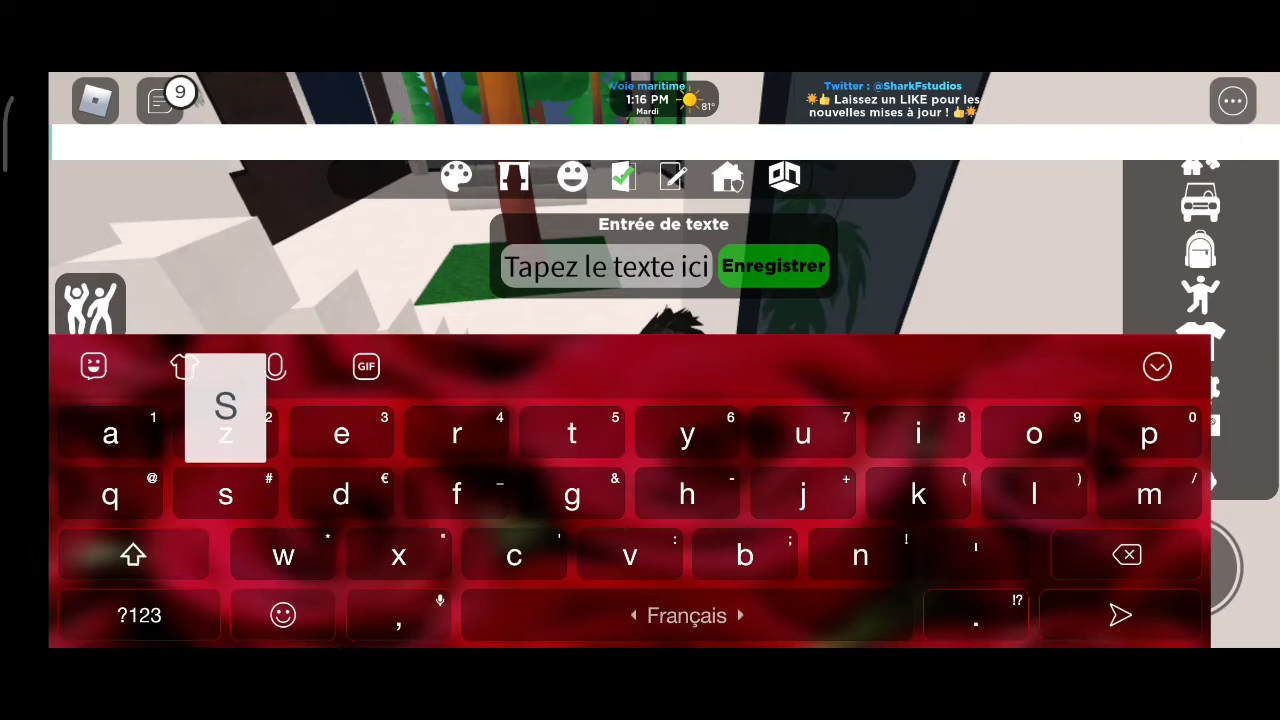 9
Voie maritime
1:16 PM
81°
Mardi
Twitter : @SharkFstudios
☀️👍 Laissez un LIKE pour les
nouvelles mises à jour ! 👍☀️
Entrée de texte
Tapez le texte ici
Enregistrer
GIF
S
a 1 z 2 e 3 r 4 t 5 y 6 u 7 i 8 o 9 p 0
q @ s # d € f _ g & h - j + k ( l ) m /
w * x " c ' v : b ; n ! '
?123 , Français . !?